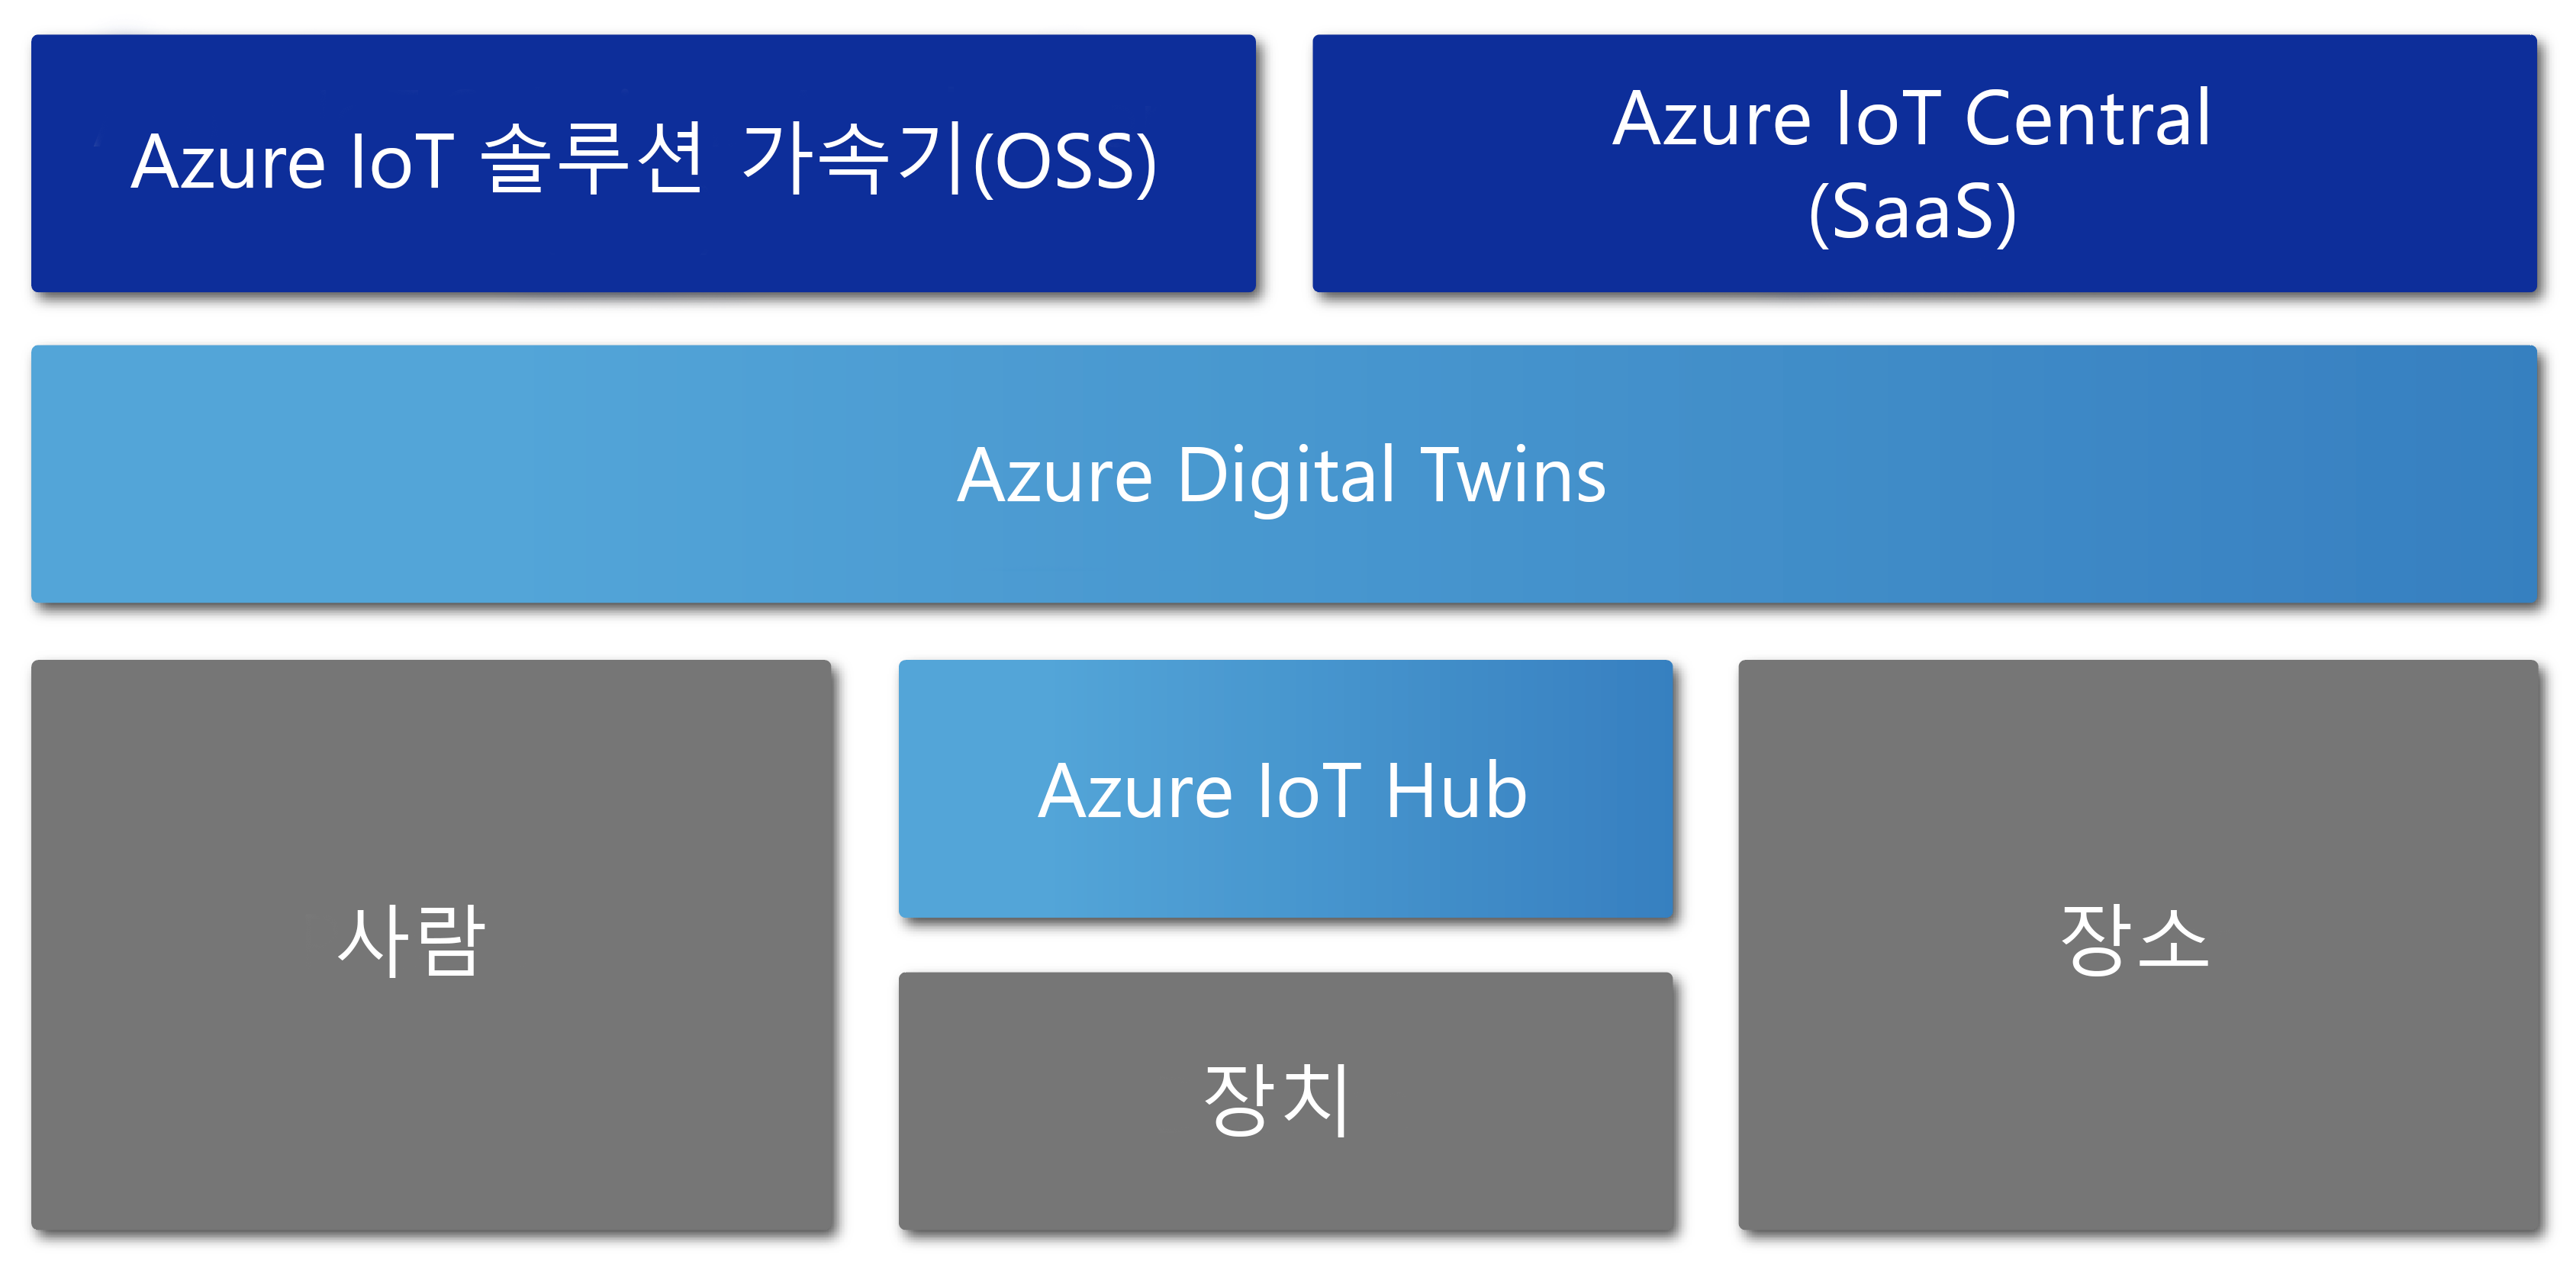 Azure IoT 솔루션 가속기(OSS)
Azure IoT Central
(SaaS)
Azure Digital Twins
사람
Azure IoT Hub
장치
장소